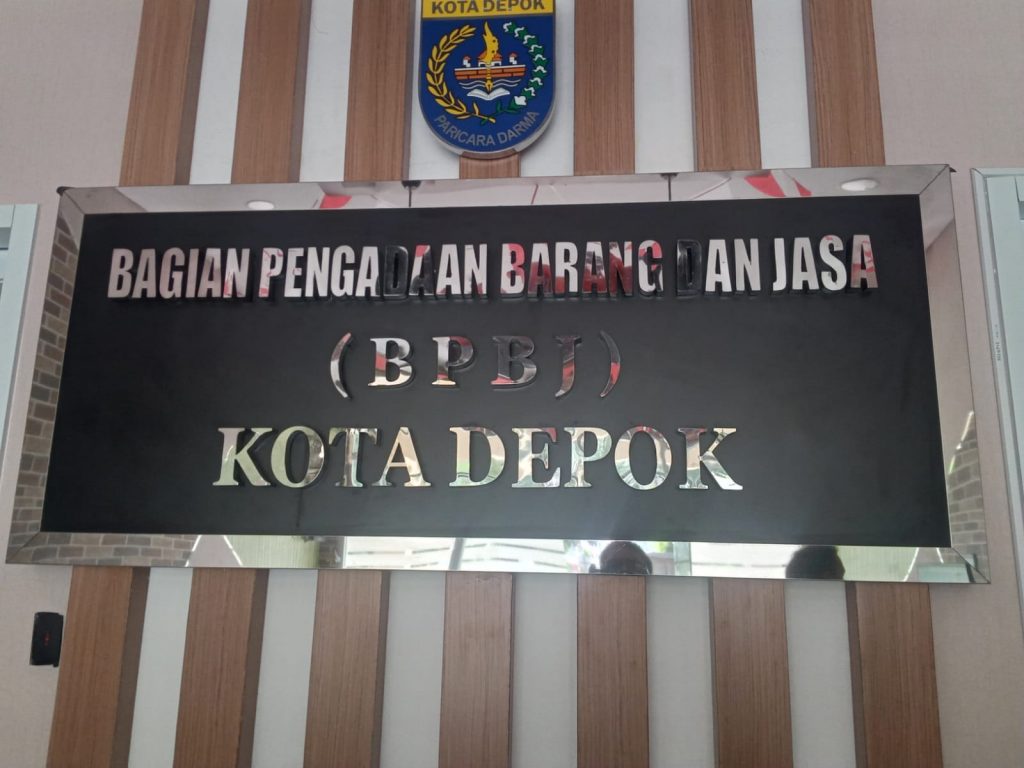 KOTA DEPOK
PARICARA DARMA
BAGIAN PENGADAAN BARANG DAN JASA
(BPBJ)
KOTA DEPOK